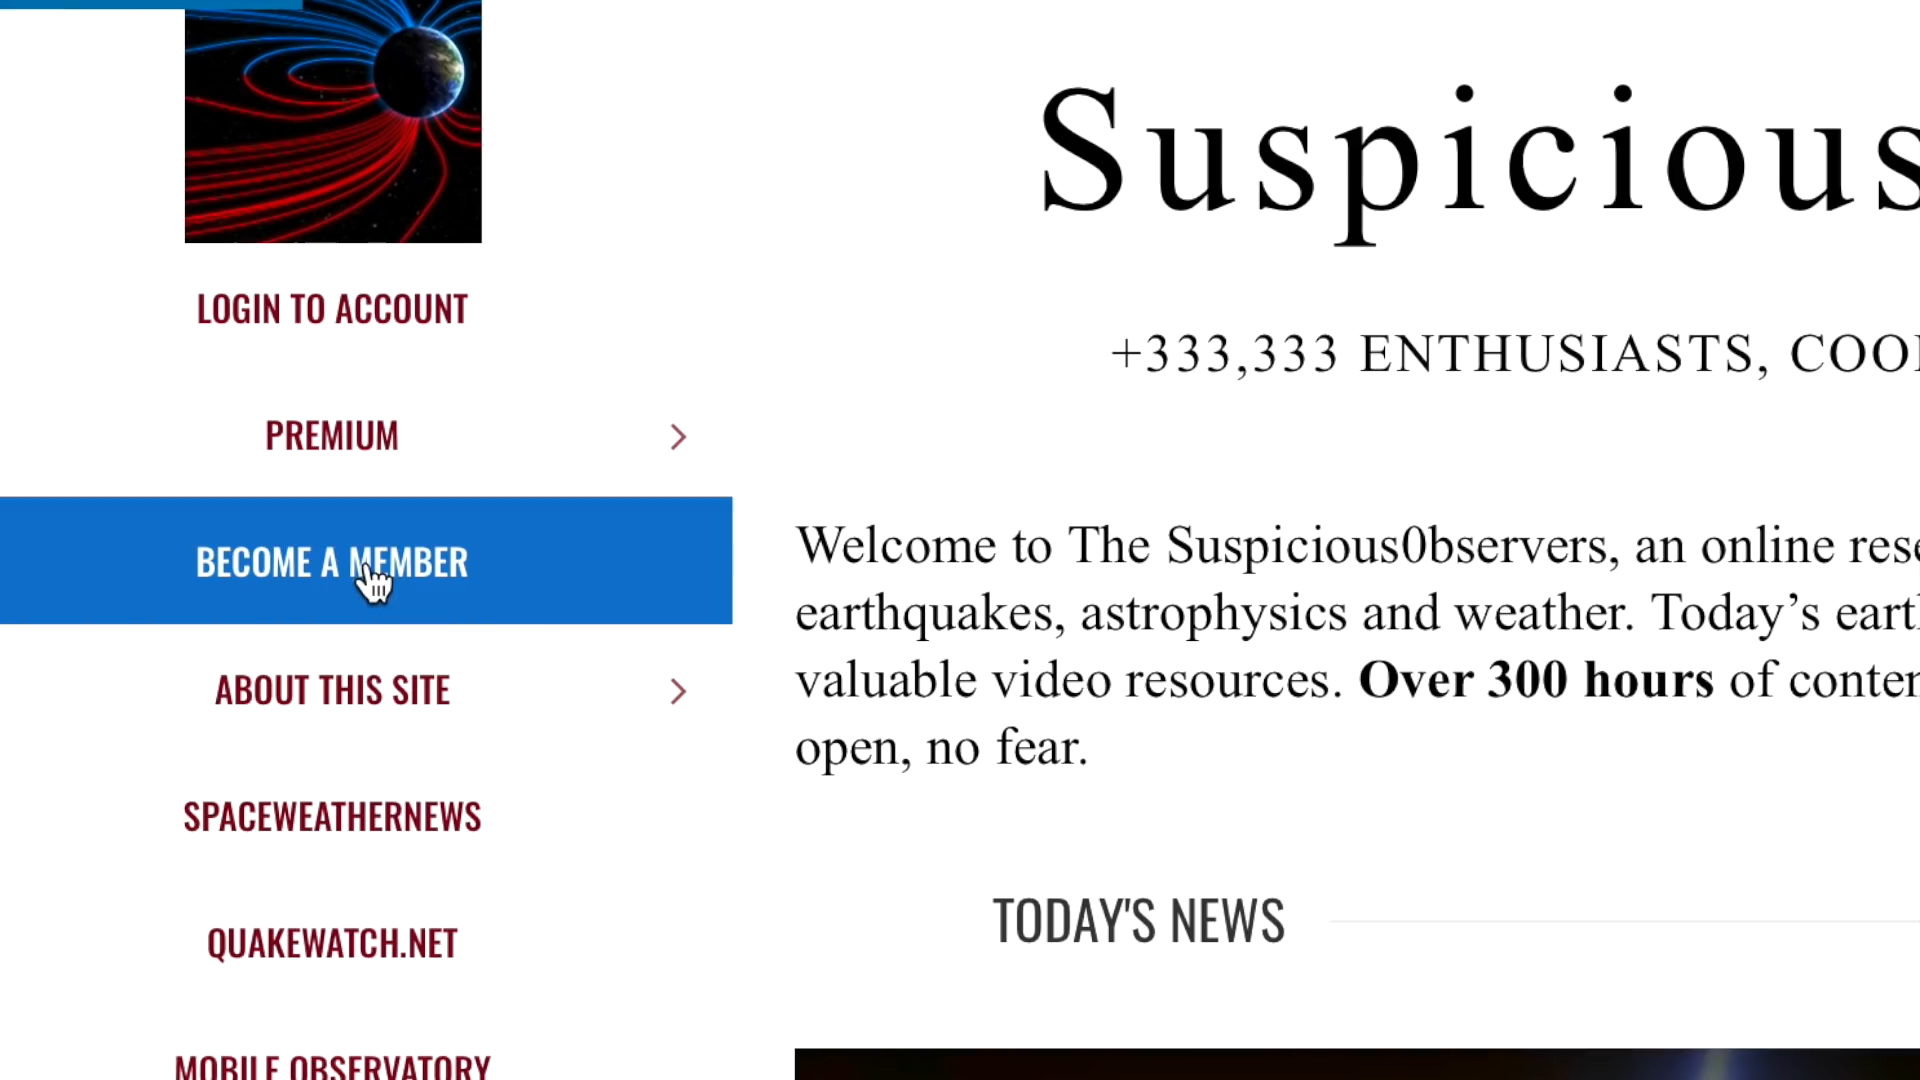 LOGIN TO ACCOUNT
PREMIUM
BECOME A MEMBER
ABOUT THIS SITE
SPACEWEATHERNEWS
QUAKEWATCH.NET
MOBILE OBSERVATORY
Suspicious
+333,333 ENTHUSIASTS,
Welcome to The Suspicious0bservers, an online
earthquakes, astrophysics and weather. Today’s
valuable video resources. Over 300 hours of
open, no fear.
TODAY'S NEWS